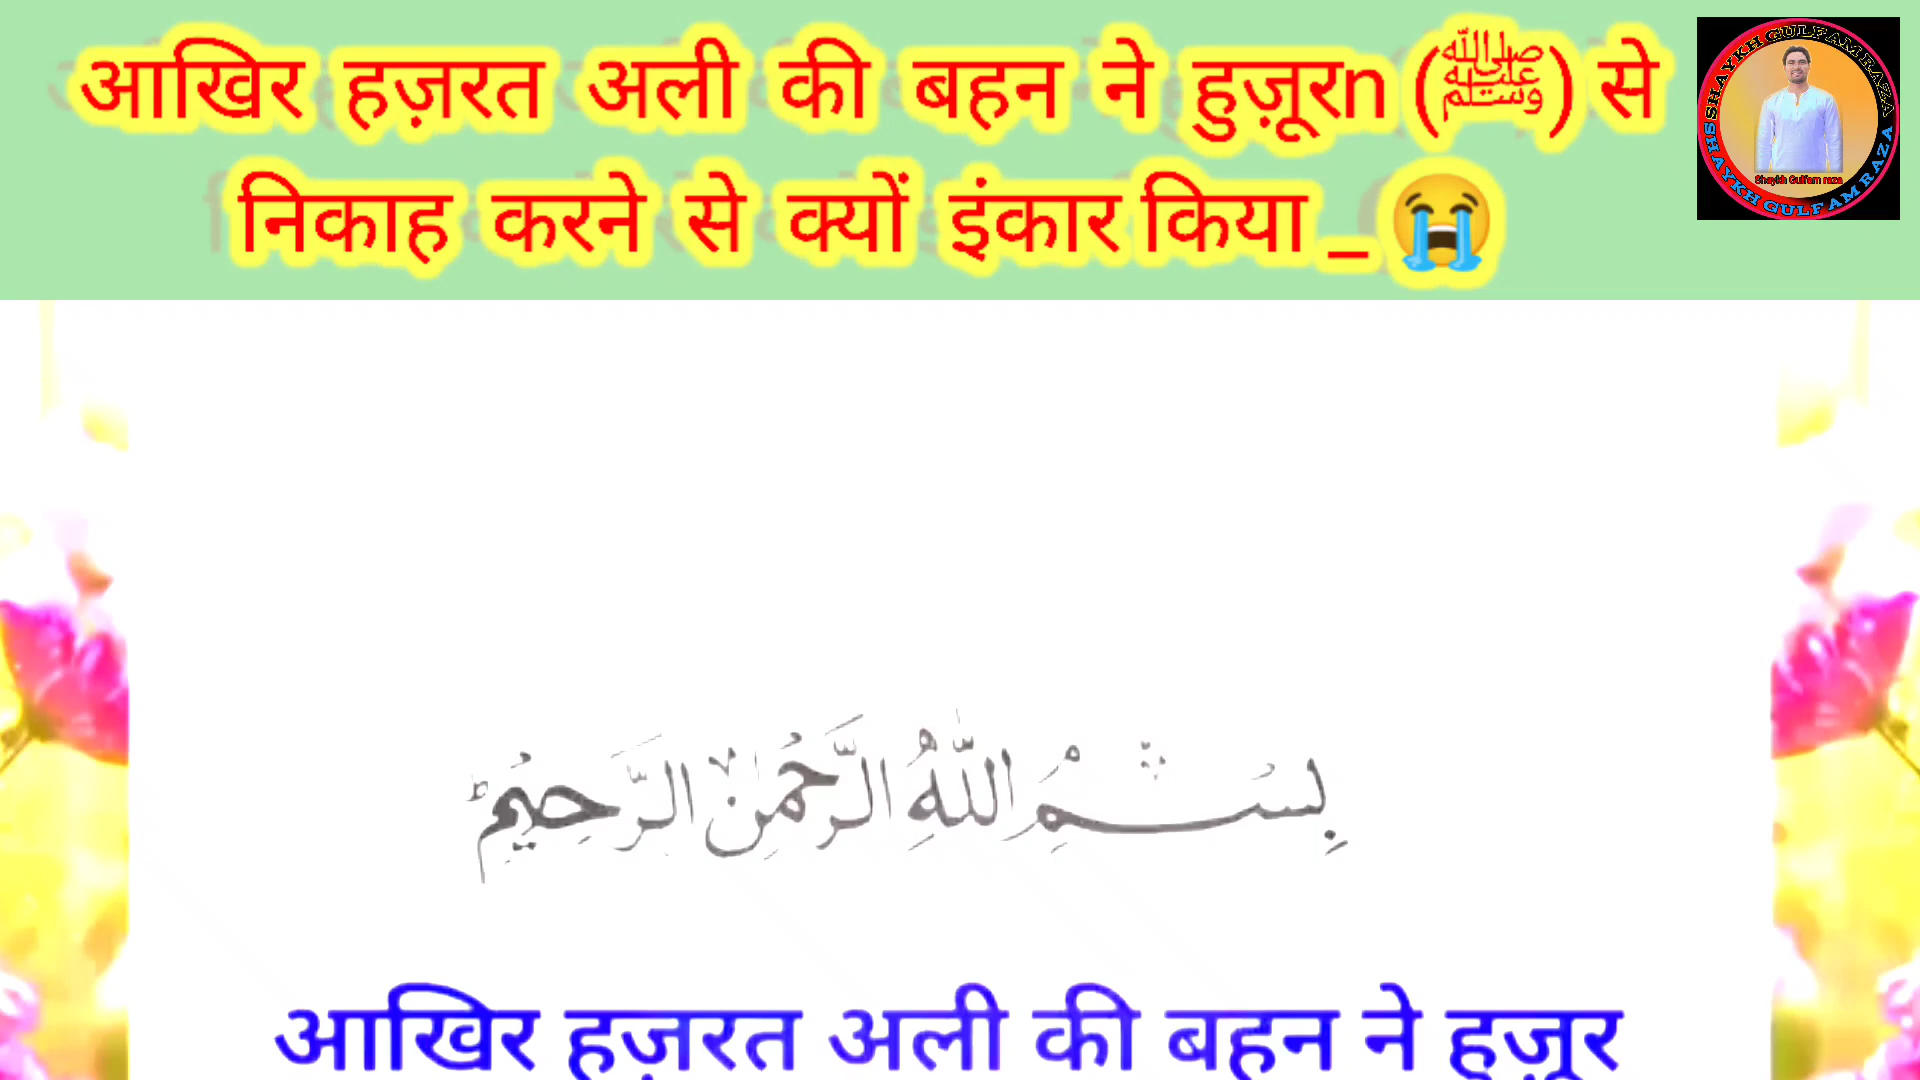 आखिर हज़रत अली की बहन ने हुज़ूरn (ﷺ) से
निकाह करने से क्यों इंकार किया _ 😭
SHAYKH GULFAM RAZA
Shaykh Gulfam raza
SHAYKH GULFAM RAZA
بِسْمِ اللّٰهِ الرَّحْمٰنِ الرَّحِيْمِ
आखिर हज़रत अली की बहन ने हुज़ूर